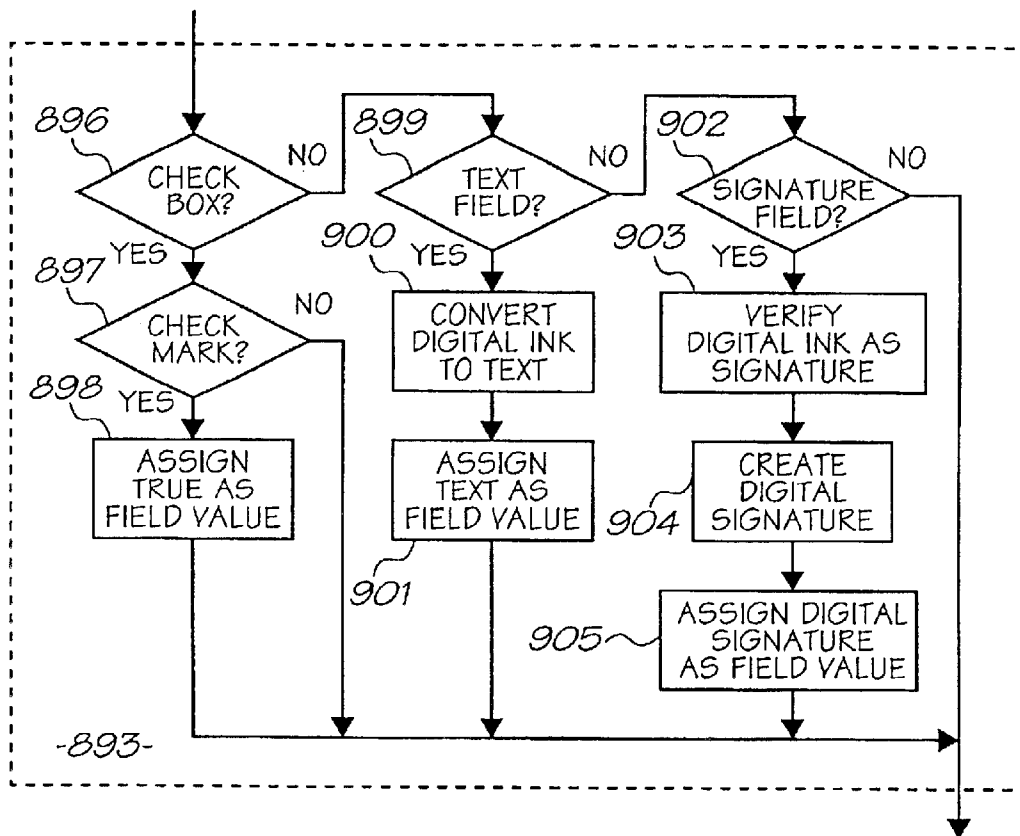 896
CHECK
BOX?
NO
YES
897
CHECK
MARK?
NO
YES
898
ASSIGN
TRUE AS
FIELD VALUE
899
TEXT
FIELD?
NO
YES
900
CONVERT
DIGITAL INK
TO TEXT
ASSIGN
TEXT AS
FIELD VALUE
901
902
SIGNATURE
FIELD?
NO
YES
903
VERIFY
DIGITAL INK AS
SIGNATURE
CREATE
DIGITAL
SIGNATURE
904
ASSIGN DIGITAL
SIGNATURE
AS FIELD VALUE
905
-893-